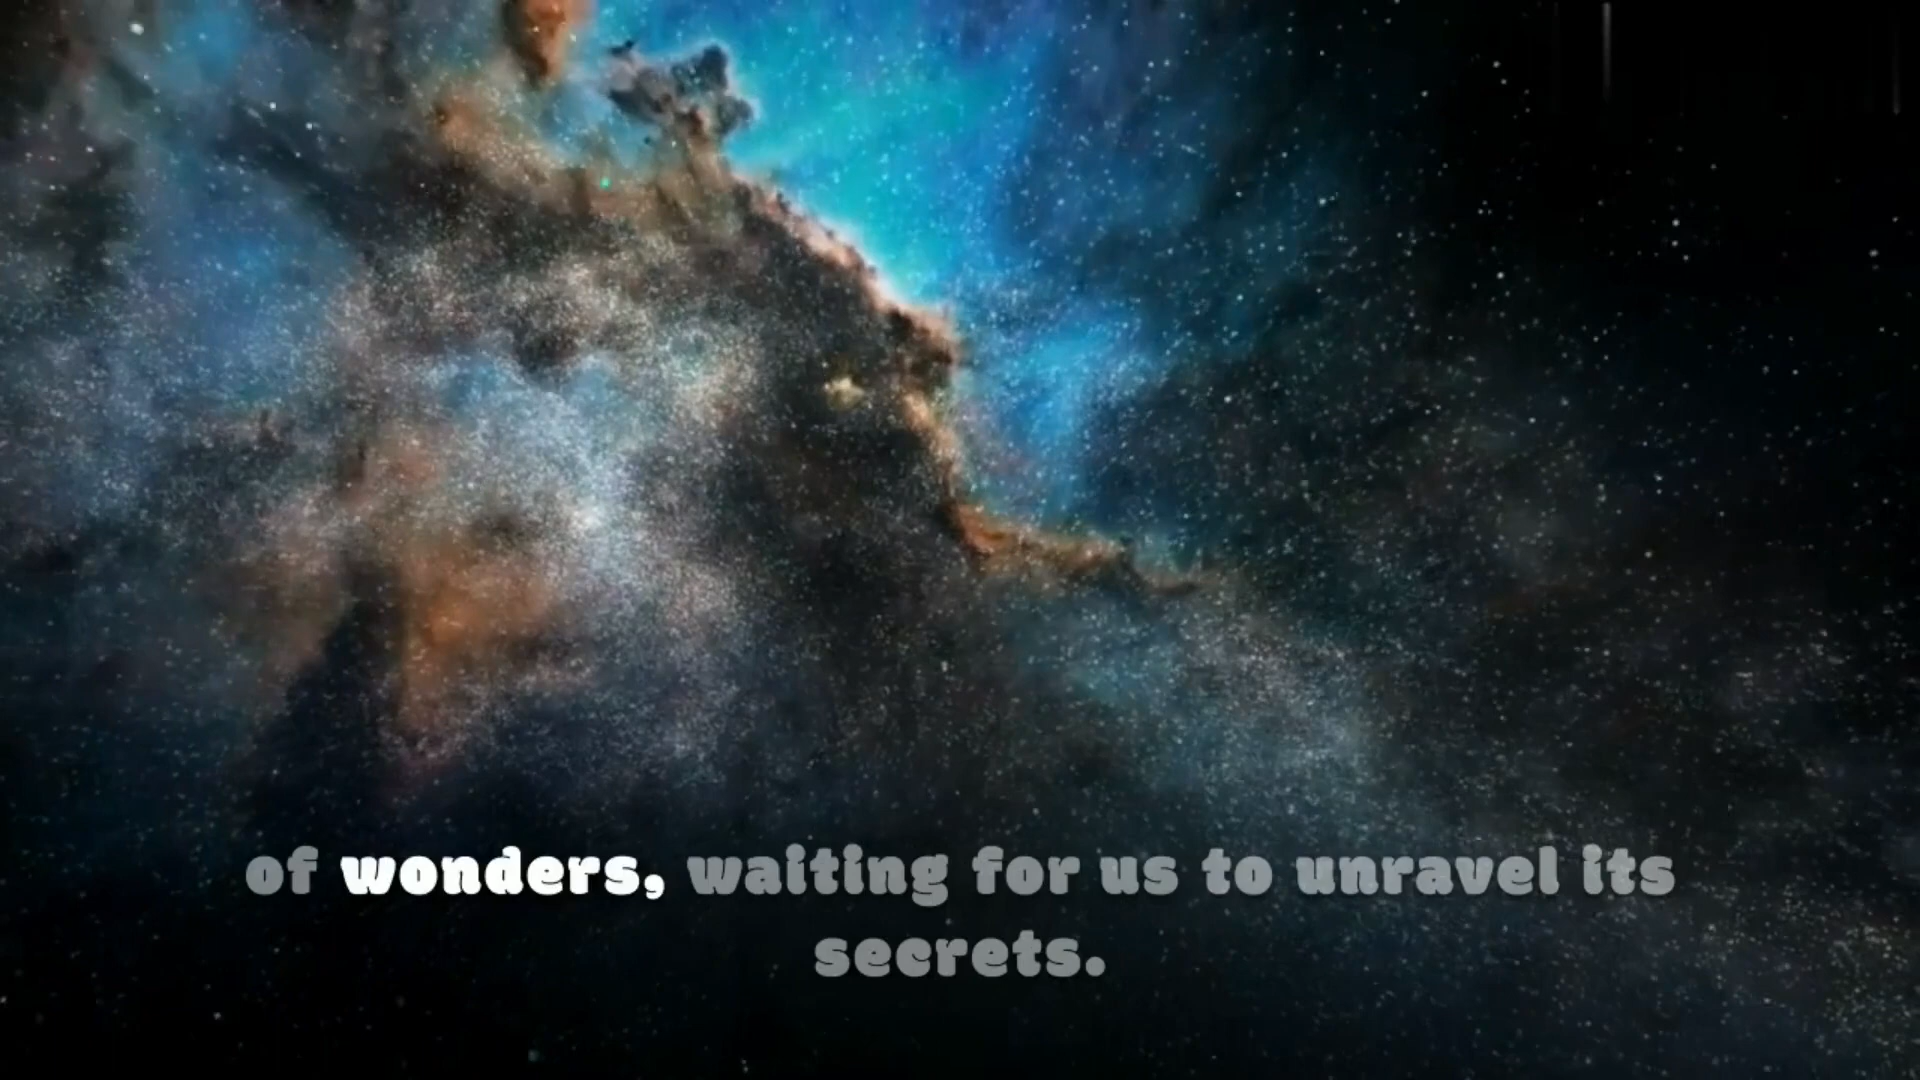 of wonders, waiting for us to unravel its
secrets.